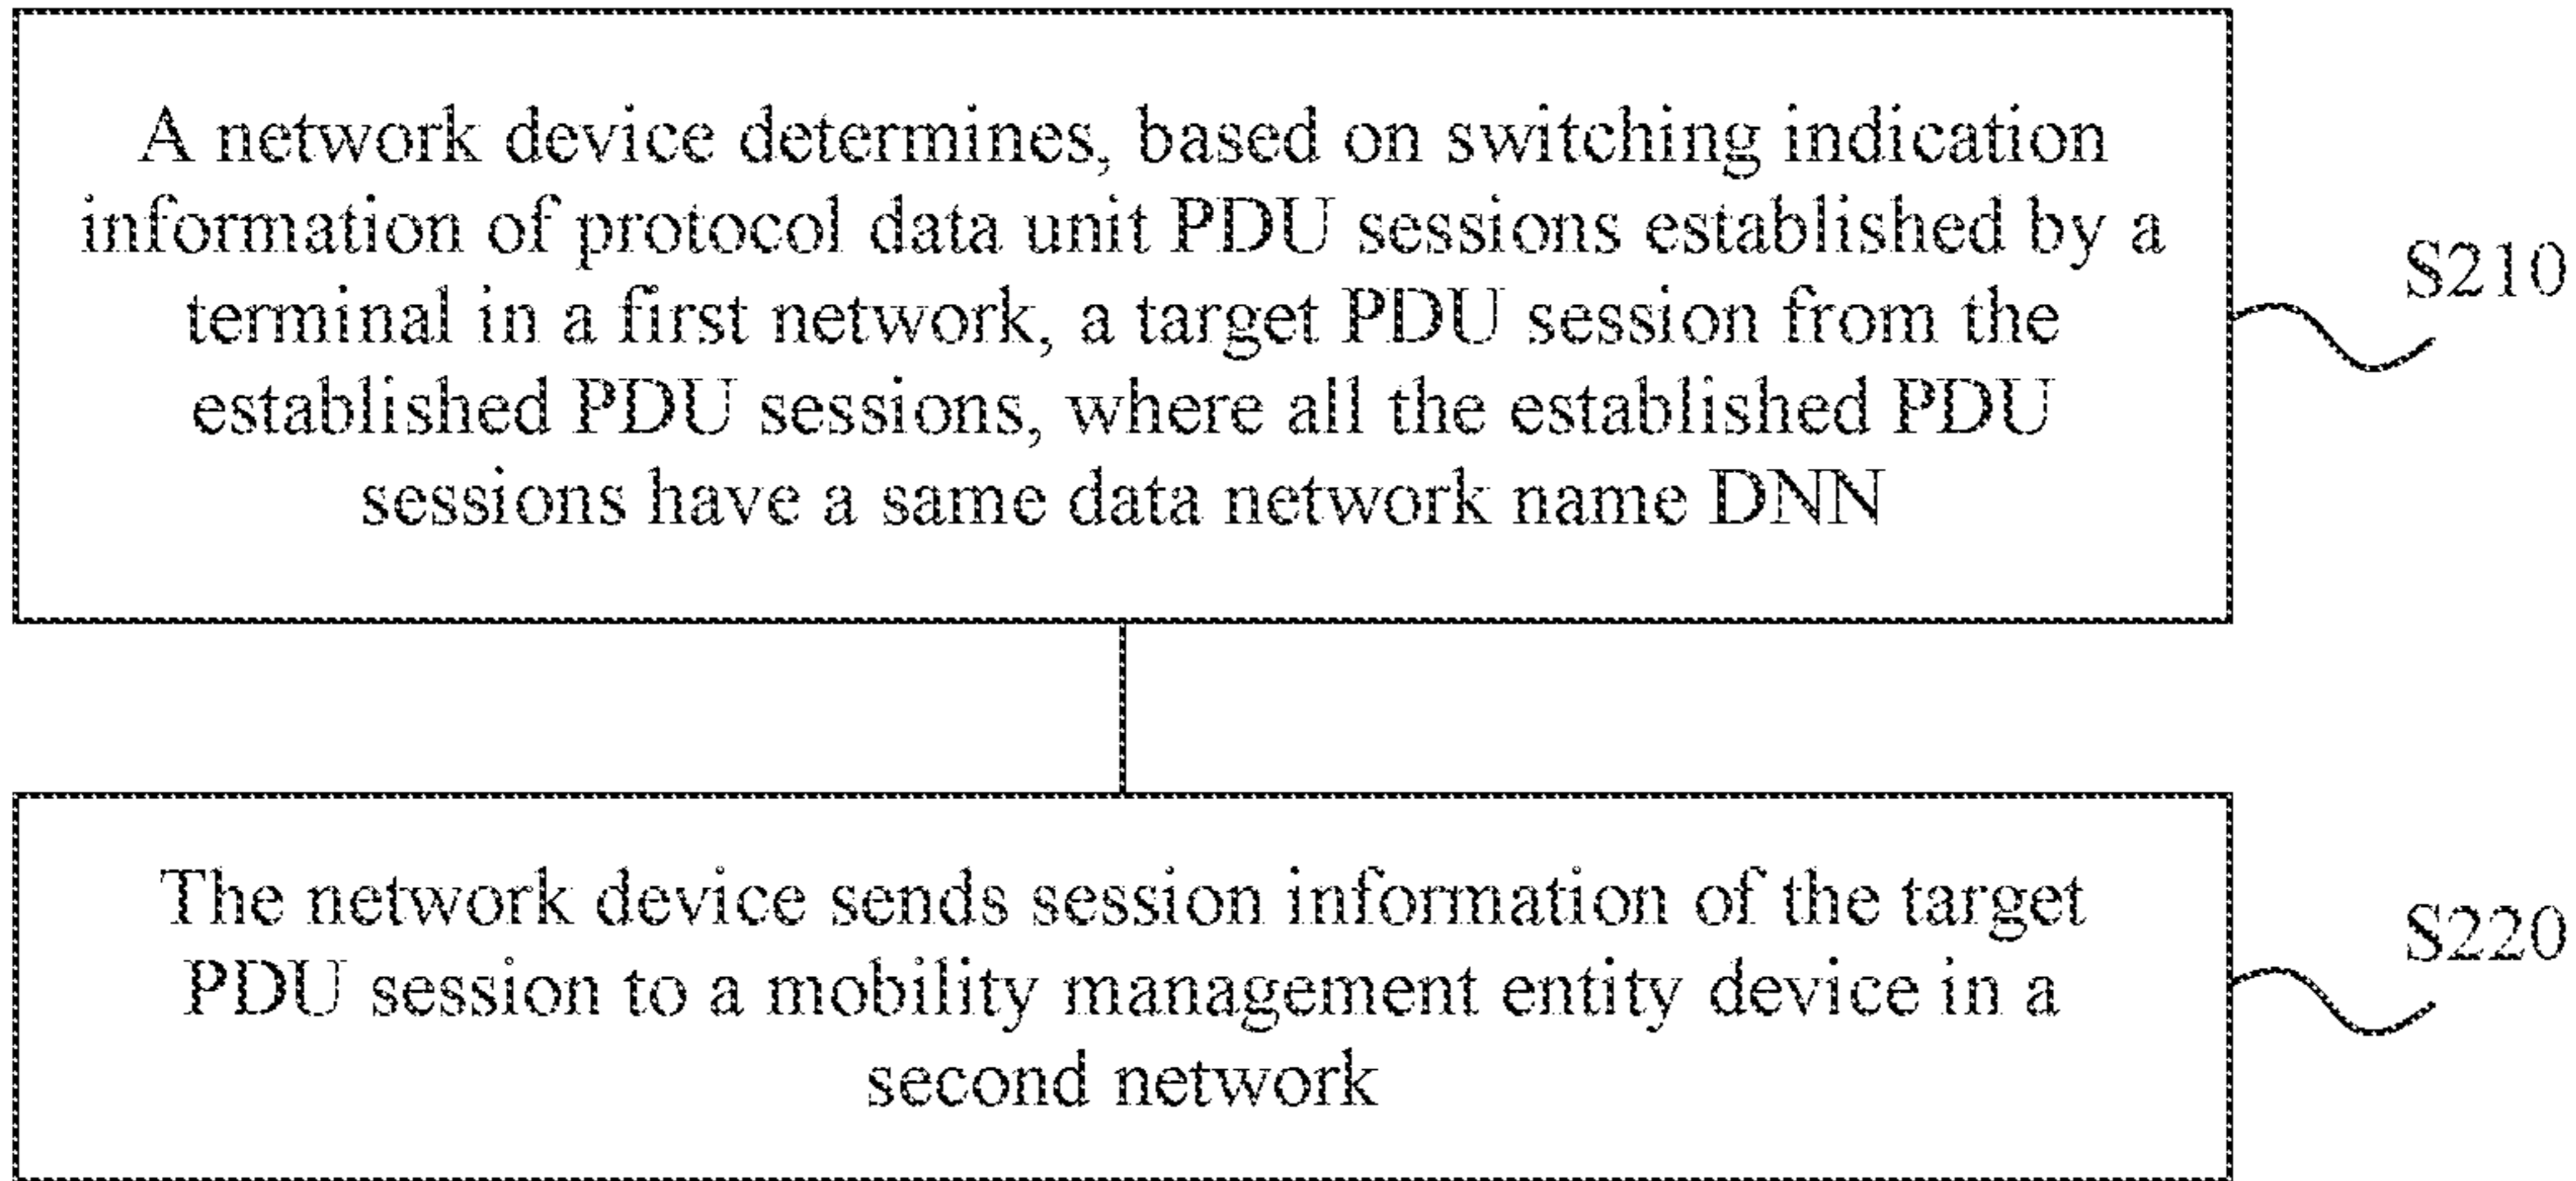 A network device determines, based on switching indication
information of protocol data unit PDU sessions established by a
terminal in a first network, a target PDU session from the
established PDU sessions, where all the established PDU
sessions have a same data network name DNN
S210
The network device sends session information of the target
PDU session to a mobility management entity device in a
second network
S220